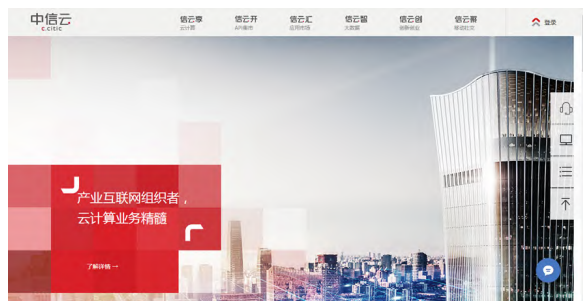 中信云
c.citic
信云享
云计算
信云开
API集市
信云汇
应用市场
信云智
大数据
信云创
创新创业
信云帮
移动社交
登录
产业互联网组织者，
云计算业务精髓
了解详情→